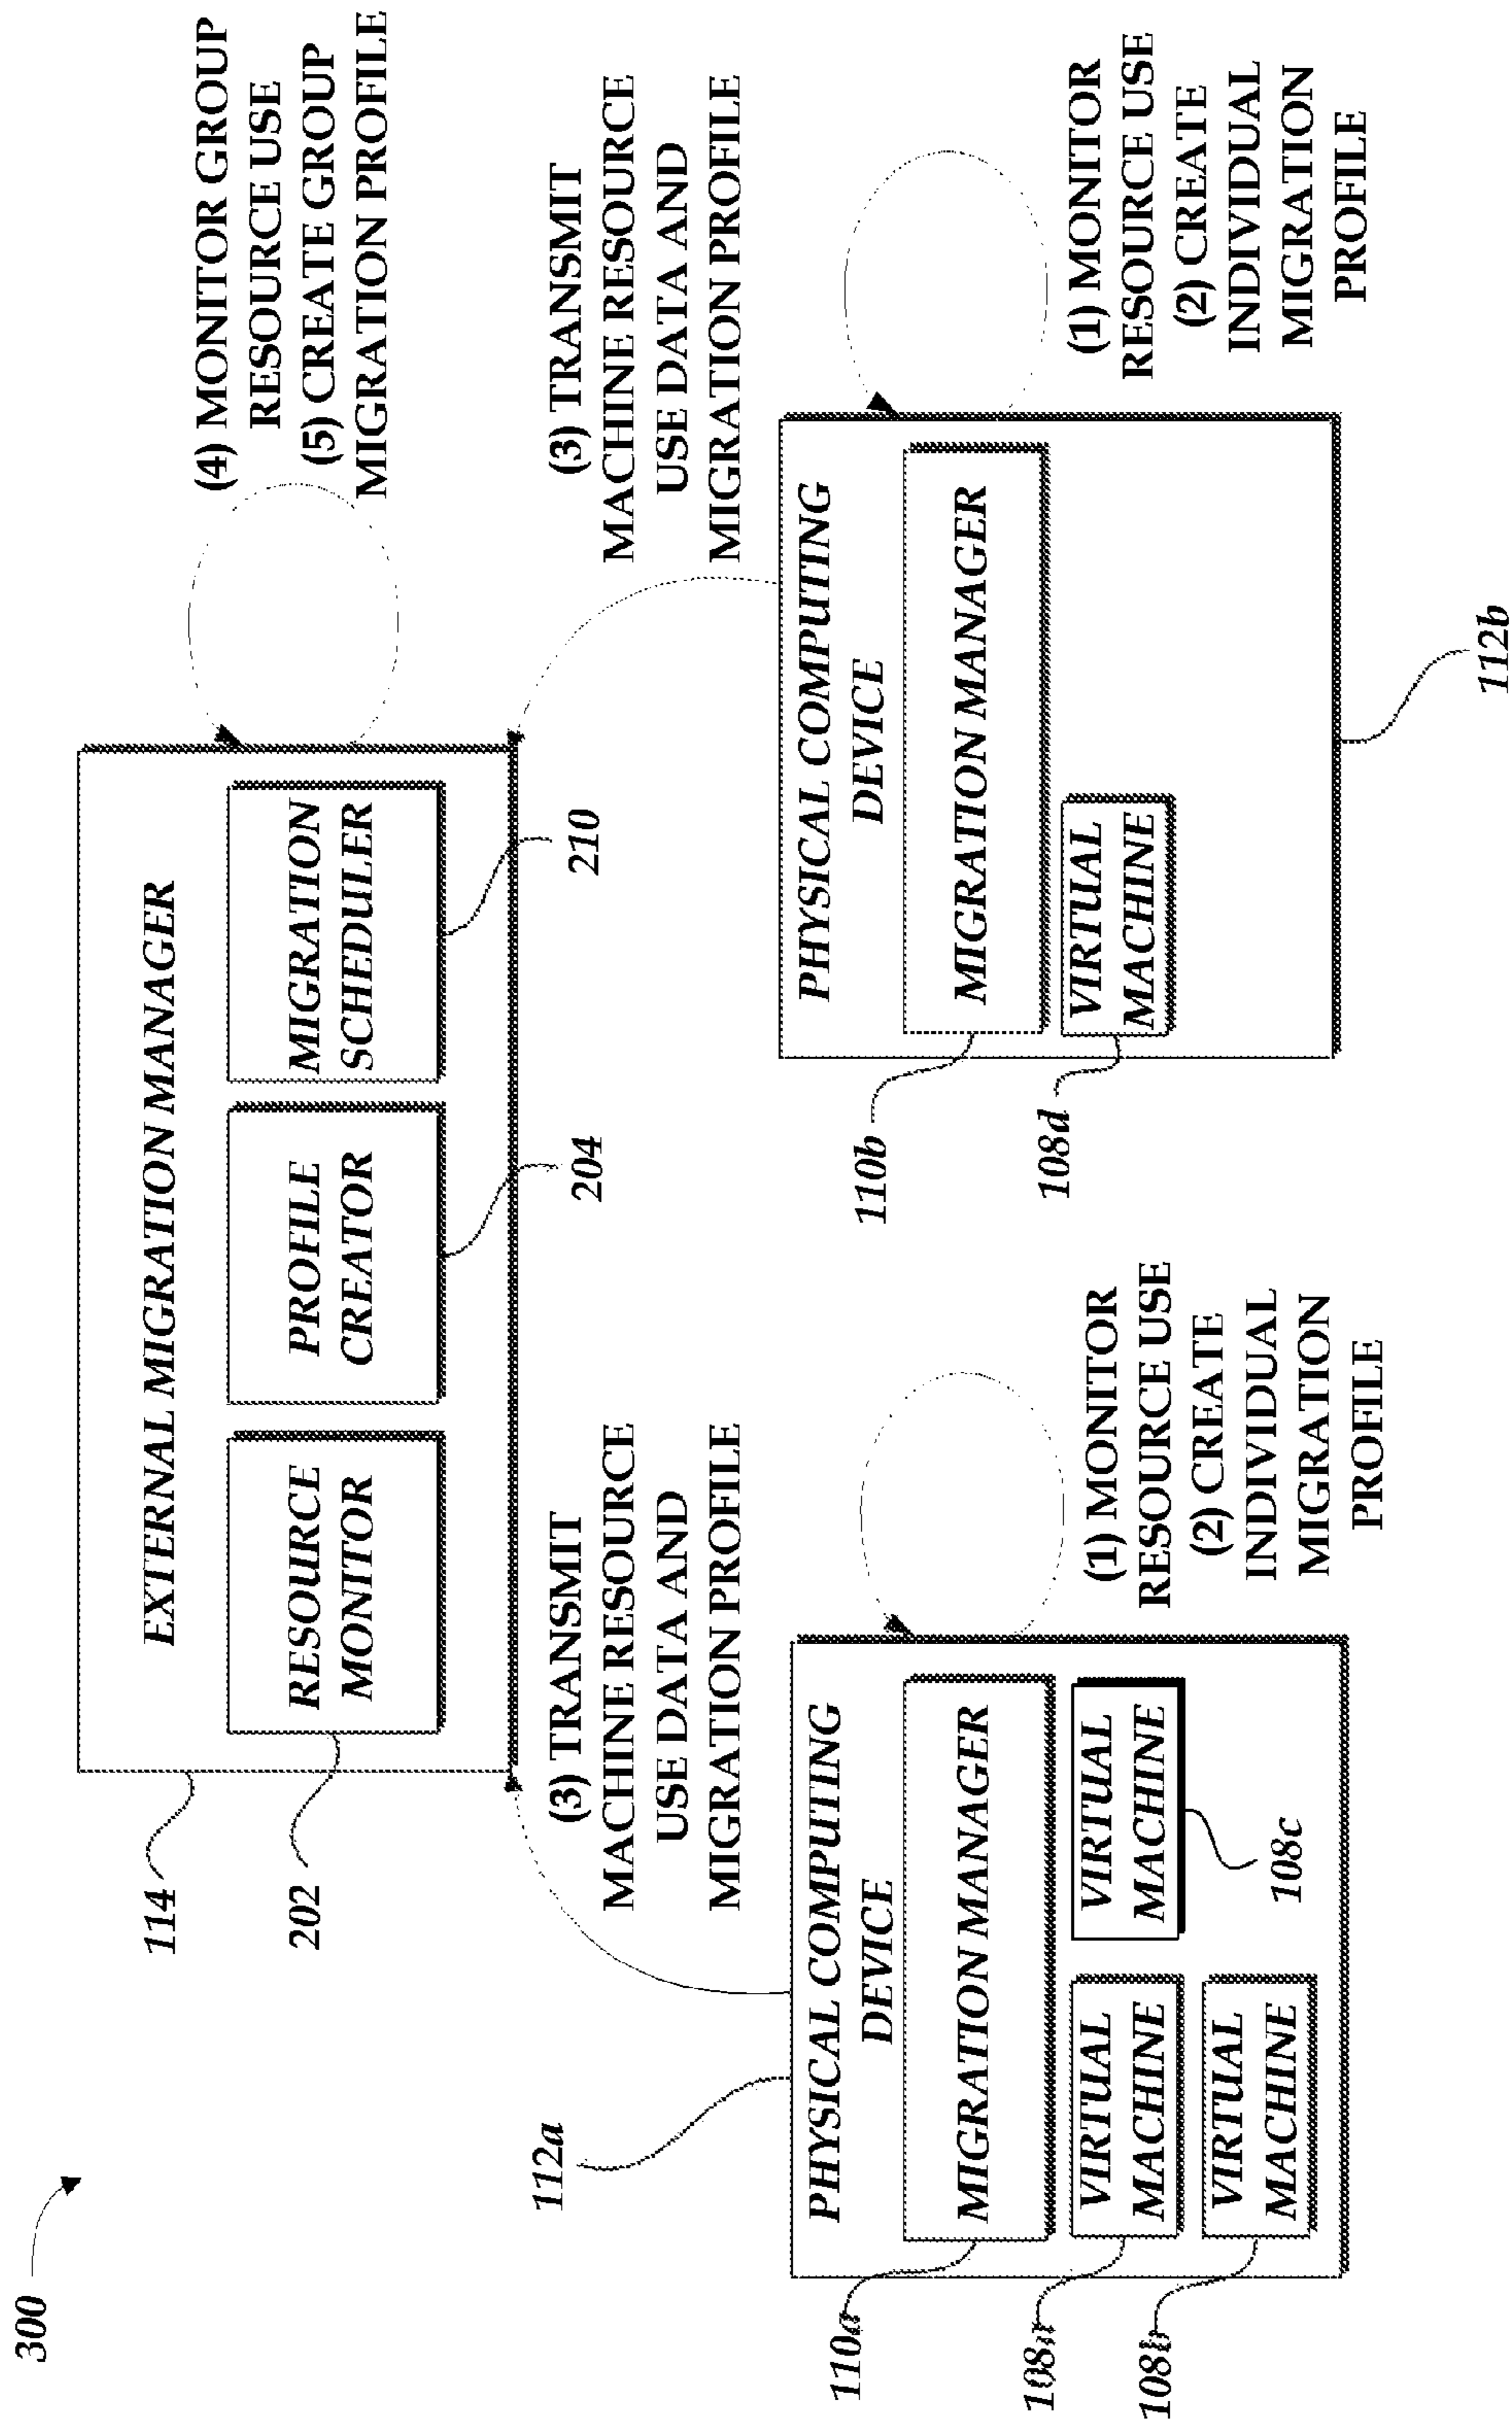 300
114
EXTERNAL MIGRATION MANAGER
202
RESOURCE
MONITOR
PROFILE
CREATOR
204
MIGRATION
SCHEDULER
210
(4) MONITOR GROUP
RESOURCE USE
(5) CREATE GROUP
MIGRATION PROFILE
(3) TRANSMIT
MACHINE RESOURCE
USE DATA AND
MIGRATION PROFILE
(3) TRANSMIT
MACHINE RESOURCE
USE DATA AND
MIGRATION PROFILE
112a
PHYSICAL COMPUTING
DEVICE
110a
MIGRATION MANAGER
VIRTUAL
MACHINE
VIRTUAL
MACHINE
108c
108b
VIRTUAL
MACHINE
(1) MONITOR
RESOURCE USE
(2) CREATE
INDIVIDUAL
MIGRATION
PROFILE
PHYSICAL COMPUTING
DEVICE
110b
MIGRATION MANAGER
108d
VIRTUAL
MACHINE
112b
(1) MONITOR
RESOURCE USE
(2) CREATE
INDIVIDUAL
MIGRATION
PROFILE